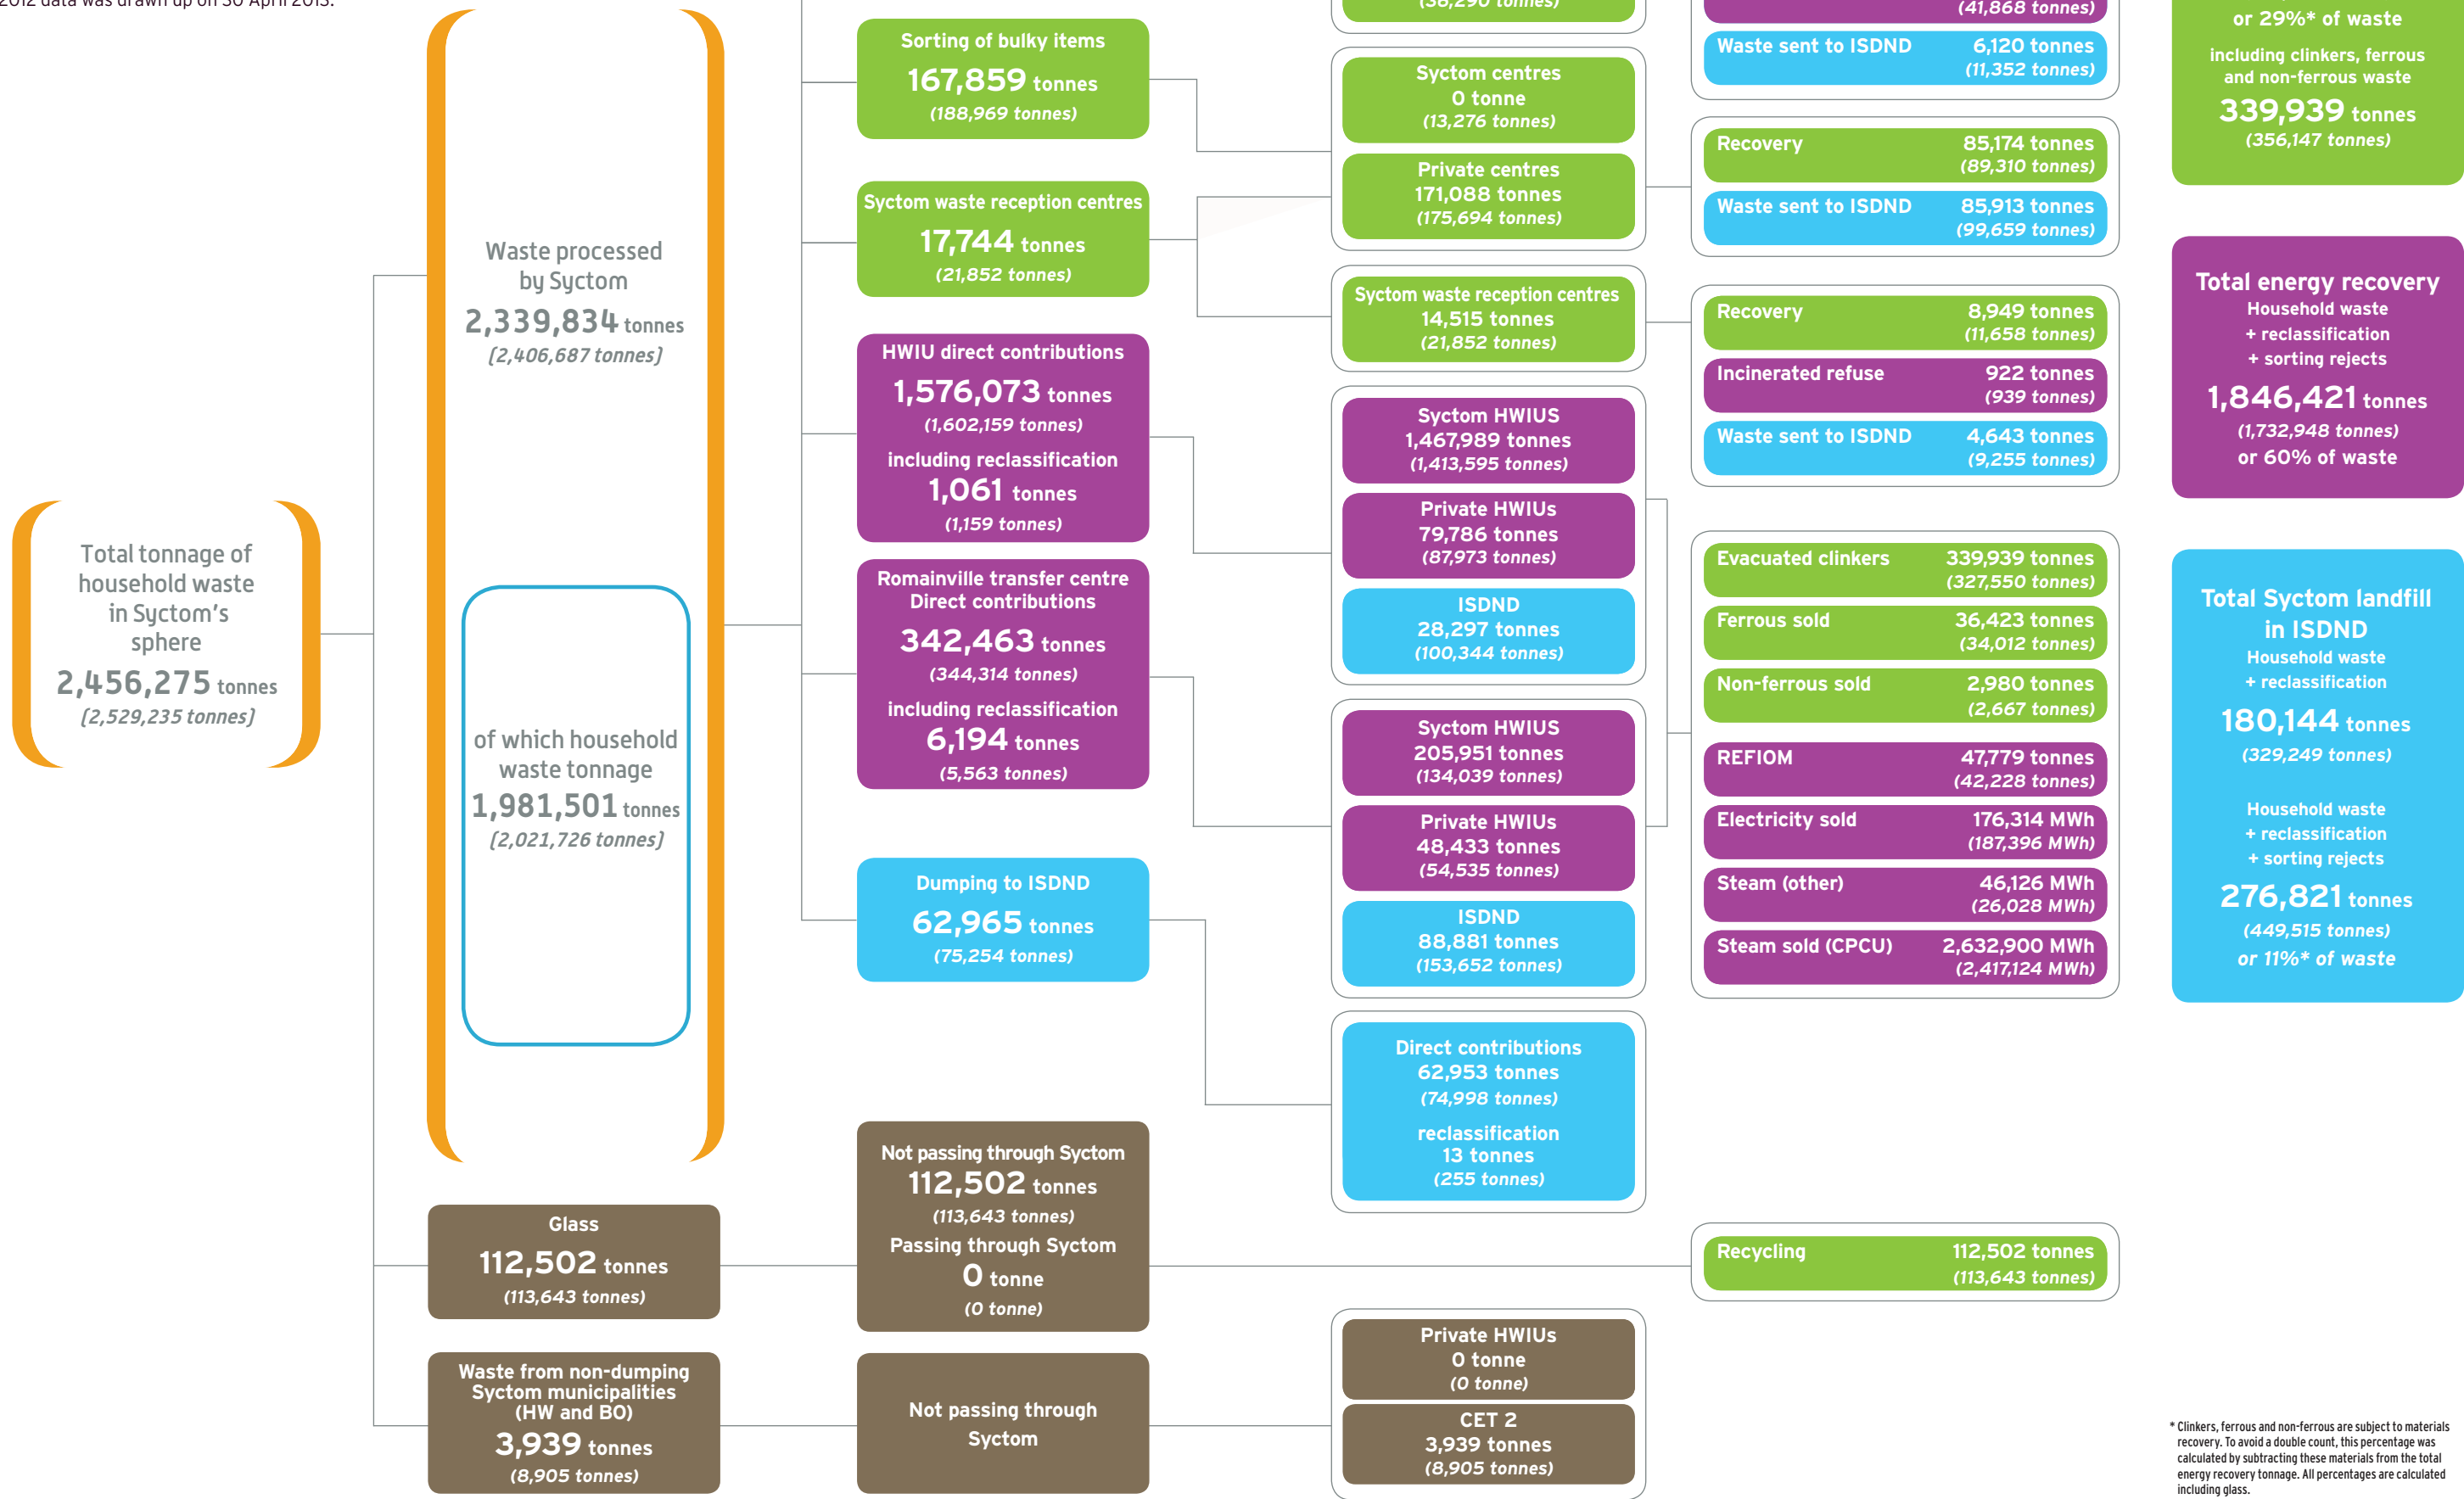 2012 data was drawn up on 30 April 2013.
Total tonnage of
household waste
in Syctom's
sphere
2,456,275 tonnes
(2,529,235 tonnes)
Waste processed
by Syctom
2,339,834 tonnes
(2,406,687 tonnes)
of which household
waste tonnage
1,981,501 tonnes
(2,021,726 tonnes)
Glass
112,502 tonnes
(113,643 tonnes)
Waste from non-dumping
Syctom municipalities
(HW and BO)
3,939 tonnes
(8,905 tonnes)
Sorting of bulky items
167,859 tonnes
(188,969 tonnes)
Syctom waste reception centres
17,744 tonnes
(21,852 tonnes)
HWIU direct contributions
1,576,073 tonnes
(1,602,159 tonnes)
including reclassification
1,061 tonnes
(1,159 tonnes)
Romainville transfer centre
Direct contributions
342,463 tonnes
(344,314 tonnes)
including reclassification
6,194 tonnes
(5,563 tonnes)
Dumping to ISDND
62,965 tonnes
(75,254 tonnes)
Not passing through Syctom
112,502 tonnes
(113,643 tonnes)
Passing through Syctom
0 tonne
(0 tonne)
Not passing through
Syctom
(36,290 tonnes)
Syctom centres
0 tonne
(13,276 tonnes)
Private centres
171,088 tonnes
(175,694 tonnes)
Syctom waste reception centres
14,515 tonnes
(21,852 tonnes)
Syctom HWIUS
1,467,989 tonnes
(1,413,595 tonnes)
Private HWIUs
79,786 tonnes
(87,973 tonnes)
ISDND
28,297 tonnes
(100,344 tonnes)
Syctom HWIUS
205,951 tonnes
(134,039 tonnes)
Private HWIUs
48,433 tonnes
(54,535 tonnes)
ISDND
88,881 tonnes
(153,652 tonnes)
Direct contributions
62,953 tonnes
(74,998 tonnes)
reclassification
13 tonnes
(255 tonnes)
Private HWIUs
0 tonne
(0 tonne)
CET 2
3,939 tonnes
(8,905 tonnes)
(41,868 tonnes)
Waste sent to ISDND 6,120 tonnes
(11,352 tonnes)
Recovery 85,174 tonnes
(89,310 tonnes)
Waste sent to ISDND 85,913 tonnes
(99,659 tonnes)
Recovery 8,949 tonnes
(11,658 tonnes)
Incinerated refuse 922 tonnes
(939 tonnes)
Waste sent to ISDND 4,643 tonnes
(9,255 tonnes)
Evacuated clinkers 339,939 tonnes
(327,550 tonnes)
Ferrous sold 36,423 tonnes
(34,012 tonnes)
Non-ferrous sold 2,980 tonnes
(2,667 tonnes)
REFIOM 47,779 tonnes
(42,228 tonnes)
Electricity sold 176,314 MWh
(187,396 MWh)
Steam (other) 46,126 MWh
(26,028 MWh)
Steam sold (CPCU) 2,632,900 MWh
(2,417,124 MWh)
Recycling 112,502 tonnes
(113,643 tonnes)
or 29%* of waste
including clinkers, ferrous
and non-ferrous waste
339,939 tonnes
(356,147 tonnes)
Total energy recovery
Household waste
+ reclassification
+ sorting rejects
1,846,421 tonnes
(1,732,948 tonnes)
or 60% of waste
Total Syctom landfill
in ISDND
Household waste
+ reclassification
180,144 tonnes
(329,249 tonnes)
Household waste
+ reclassification
+ sorting rejects
276,821 tonnes
(449,515 tonnes)
or 11%* of waste
* Clinkers, ferrous and non-ferrous are subject to materials
recovery. To avoid a double count, this percentage was
calculated by subtracting these materials from the total
energy recovery tonnage. All percentages are calculated
including glass.